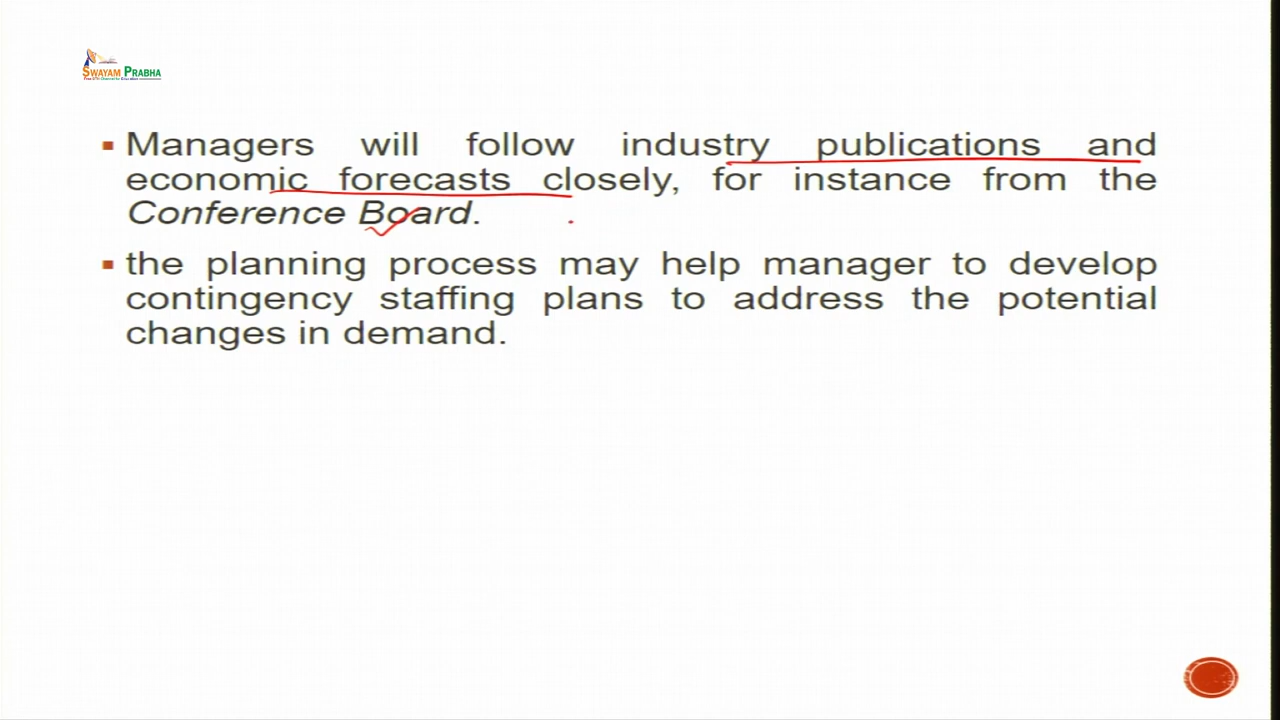 SWAYAM PRABHA
Managers will follow industry publications and
economic forecasts closely, for instance from the
Conference Board.
the planning process may help manager to develop
contingency staffing plans to address the potential
changes in demand.